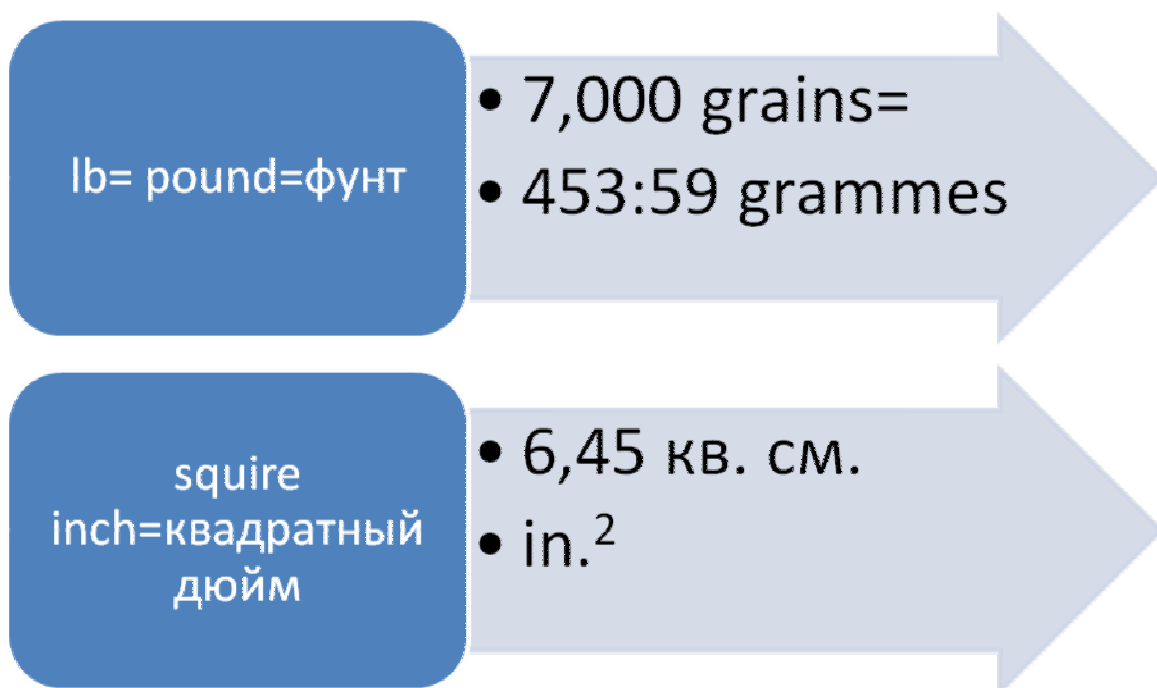 lb= pound=фунт
• 7,000 grains=
• 453:59 grammes
squire
inch=квадратный
дюйм
• 6,45 кв. см.
• in.²